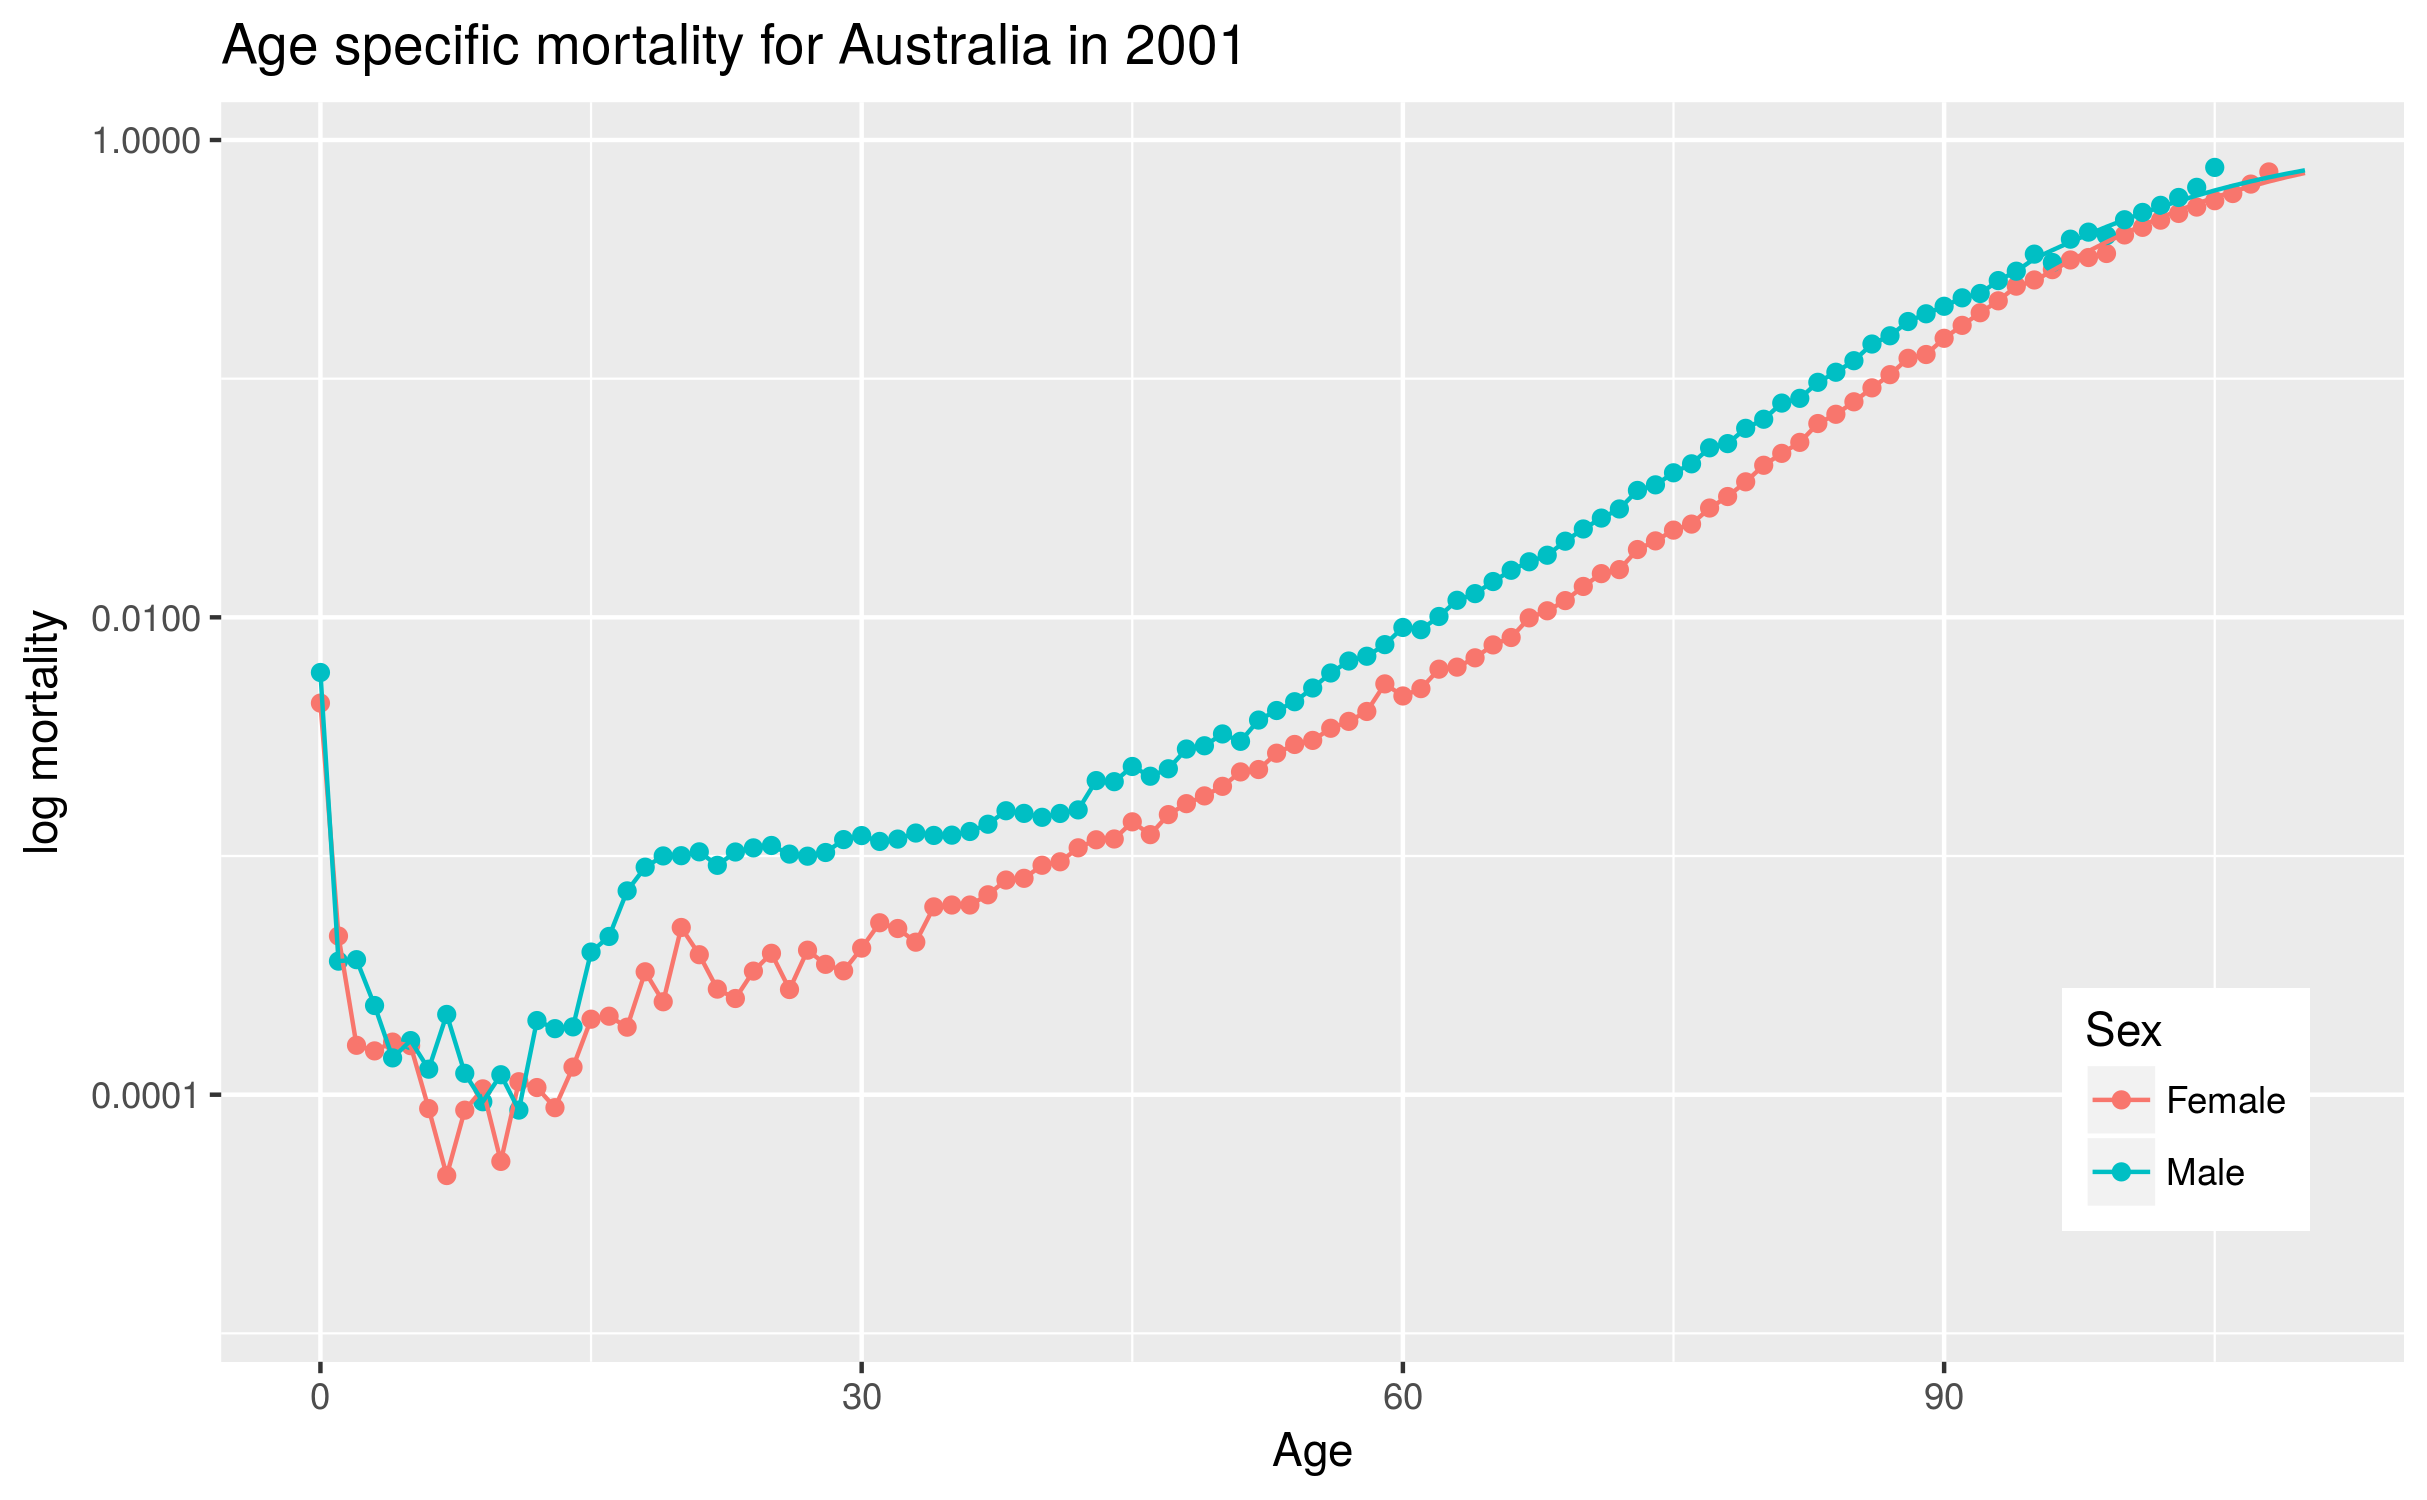 Age specific mortality for Australia in 2001
1.0000
0.0100
0.0001
log mortality
0
30
60
90
Age
Sex
Female
Male